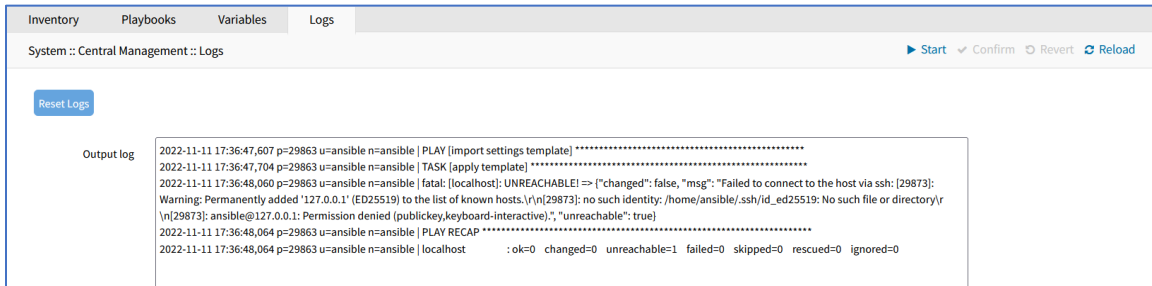 Inventory Playbooks Variables Logs
System :: Central Management :: Logs Start Confirm Revert Reload
Reset Logs
Output log
2022-11-11 17:36:47,607 p=29863 u=ansible n=ansible | PLAY [import settings template] ************************************************
2022-11-11 17:36:47,704 p=29863 u=ansible n=ansible | TASK [apply template] **********************************************************
2022-11-11 17:36:48,060 p=29863 u=ansible n=ansible | fatal: [localhost]: UNREACHABLE! => {"changed": false, "msg": "Failed to connect to the host via ssh: [29873]:
Warning: Permanently added '127.0.0.1' (ED25519) to the list of known hosts.\r\n[29873]: no such identity: /home/ansible/.ssh/id_ed25519: No such file or directory\r
\n[29873]: ansible@127.0.0.1: Permission denied (publickey,keyboard-interactive).", "unreachable": true}
2022-11-11 17:36:48,064 p=29863 u=ansible n=ansible | PLAY RECAP *********************************************************************
2022-11-11 17:36:48,064 p=29863 u=ansible n=ansible | localhost : ok=0 changed=0 unreachable=1 failed=0 skipped=0 rescued=0 ignored=0